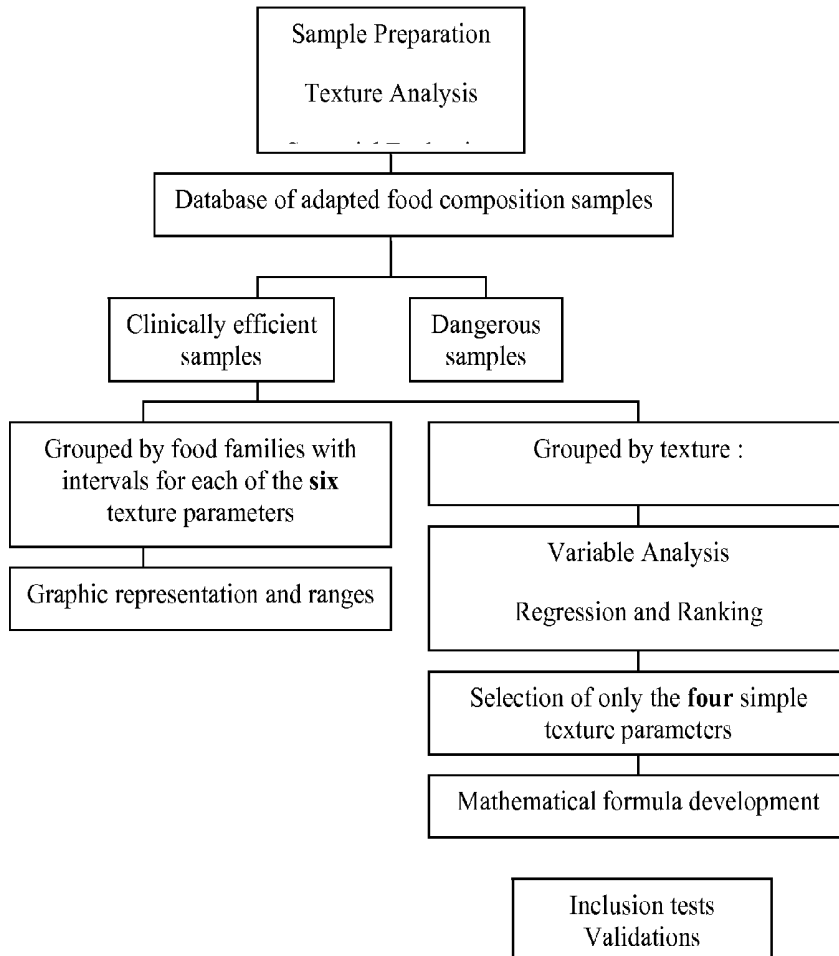 Sample Preparation
Texture Analysis
Database of adapted food composition samples
Clinically efficient
samples
Dangerous
samples
Grouped by food families with
intervals for each of the six
texture parameters
Grouped by texture :
Graphic representation and ranges
Variable Analysis
Regression and Ranking
Selection of only the four simple
texture parameters
Mathematical formula development
Inclusion tests
Validations